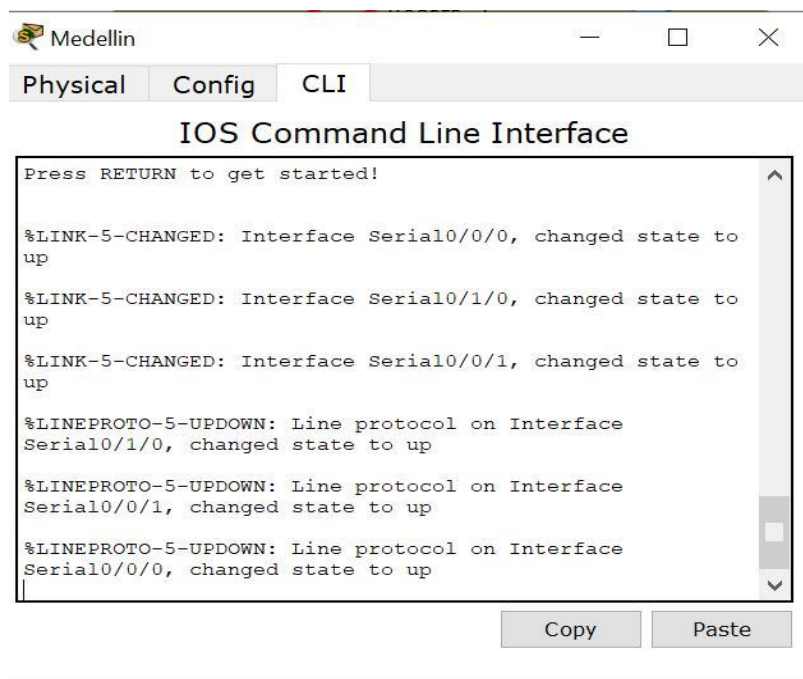 Medellin
Physical Config CLI
IOS Command Line Interface
Press RETURN to get started!
%LINK-5-CHANGED: Interface Serial0/0/0, changed state to
up
%LINK-5-CHANGED: Interface Serial0/1/0, changed state to
up
%LINK-5-CHANGED: Interface Serial0/0/1, changed state to
up
%LINEPROTO-5-UPDOWN: Line protocol on Interface
Serial0/1/0, changed state to up
%LINEPROTO-5-UPDOWN: Line protocol on Interface
Serial0/0/1, changed state to up
%LINEPROTO-5-UPDOWN: Line protocol on Interface
Serial0/0/0, changed state to up
Copy Paste